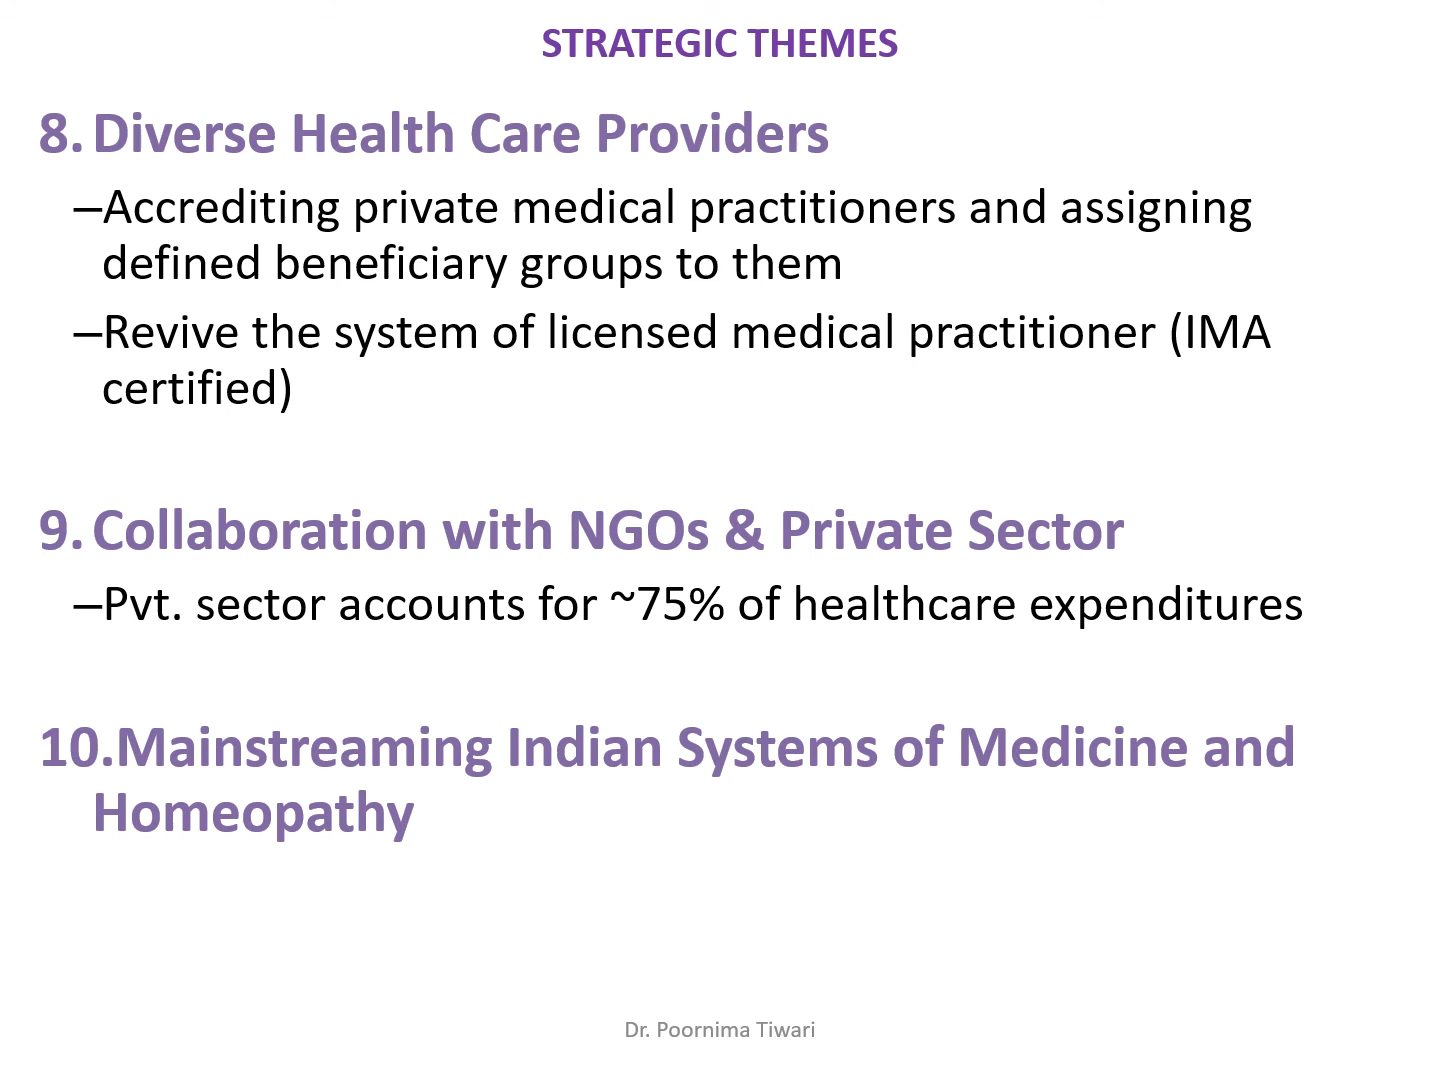 STRATEGIC THEMES
8. Diverse Health Care Providers
–Accrediting private medical practitioners and assigning
defined beneficiary groups to them
–Revive the system of licensed medical practitioner (IMA
certified)
9. Collaboration with NGOs & Private Sector
–Pvt. sector accounts for ~75% of healthcare expenditures
10.Mainstreaming Indian Systems of Medicine and
Homeopathy
Dr. Poornima Tiwari